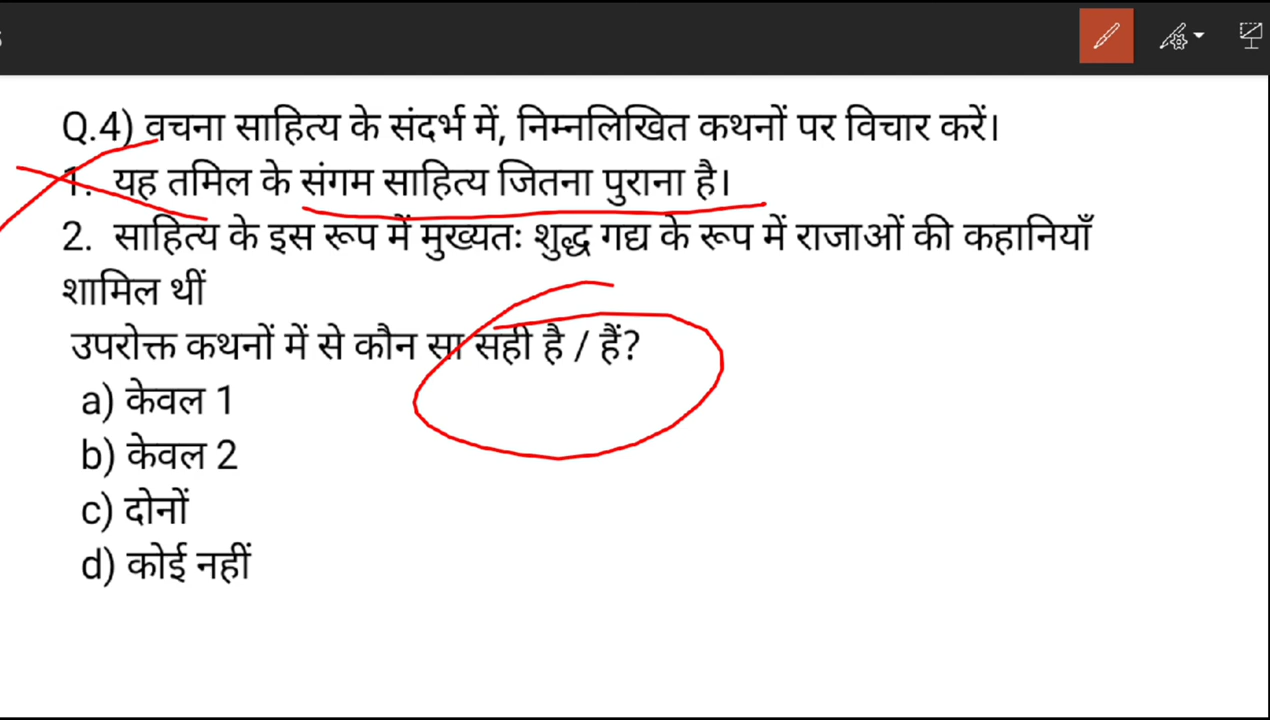 Q.4) वचना साहित्य के संदर्भ में, निम्नलिखित कथनों पर विचार करें।
1. यह तमिल के संगम साहित्य जितना पुराना है।
2. साहित्य के इस रूप में मुख्यतः शुद्ध गद्य के रूप में राजाओं की कहानियाँ
शामिल थीं
उपरोक्त कथनों में से कौन सा सही है / हैं?
a) केवल 1
b) केवल 2
c) दोनों
d) कोई नहीं